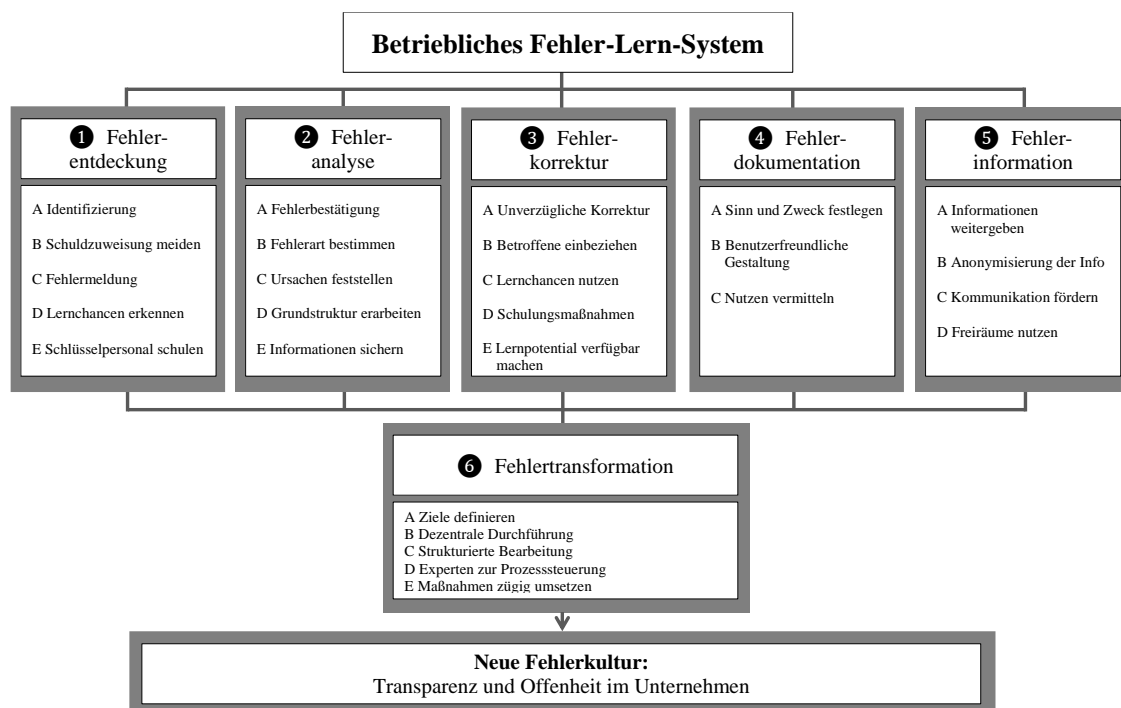 Betriebliches Fehler-Lern-System
❶ Fehler-
entdeckung
A Identifizierung
B Schuldzuweisung meiden
C Fehlermeldung
D Lernchancen erkennen
E Schlüsselpersonal schulen
❷ Fehler-
analyse
A Fehlerbestätigung
B Fehlerart bestimmen
C Ursachen feststellen
D Grundstruktur erarbeiten
E Informationen sichern
❸ Fehler-
korrektur
A Unverzügliche Korrektur
B Betroffene einbeziehen
C Lernchancen nutzen
D Schulungsmaßnahmen
E Lernpotential verfügbar
machen
❹ Fehler-
dokumentation
A Sinn und Zweck festlegen
B Benutzerfreundliche
Gestaltung
C Nutzen vermitteln
❺ Fehler-
information
A Informationen
weitergeben
B Anonymisierung der Info
C Kommunikation fördern
D Freiräume nutzen
❻ Fehlertransformation
A Ziele definieren
B Dezentrale Durchführung
C Strukturierte Bearbeitung
D Experten zur Prozesssteuerung
E Maßnahmen zügig umsetzen
Neue Fehlerkultur:
Transparenz und Offenheit im Unternehmen